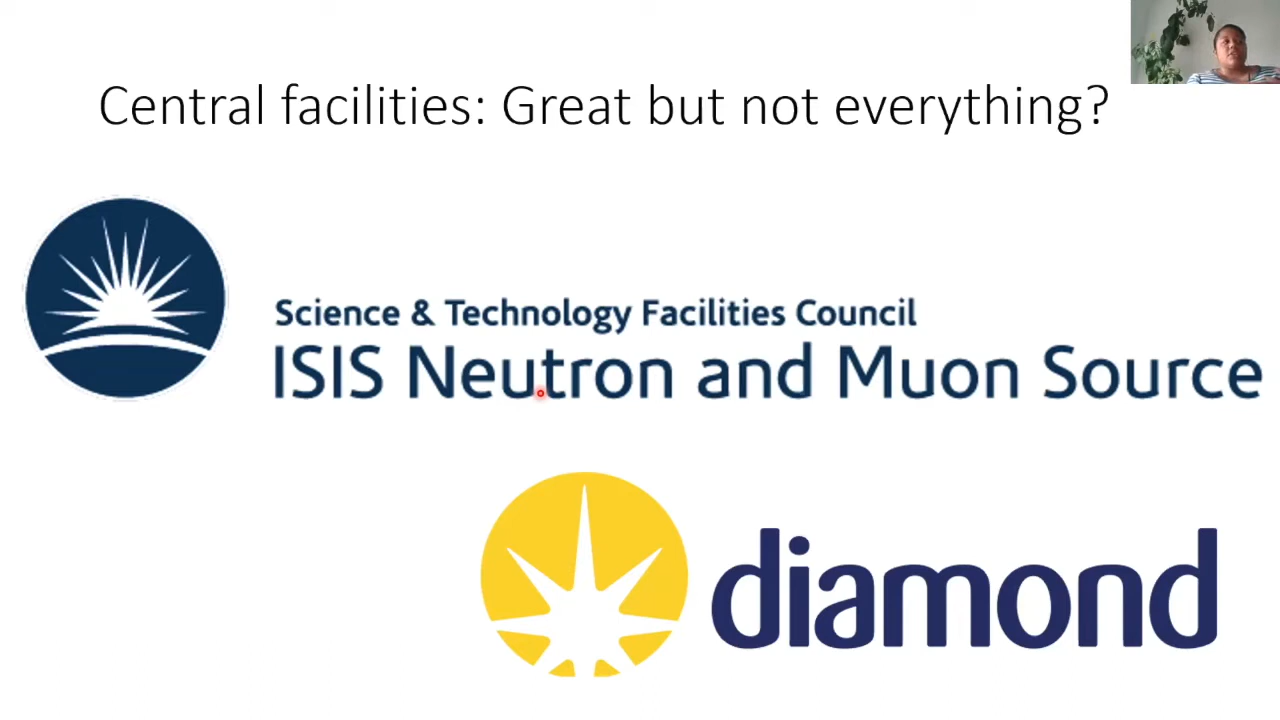 Central facilities: Great but not everything?
Science & Technology Facilities Council
ISIS Neutron and Muon Source
diamond